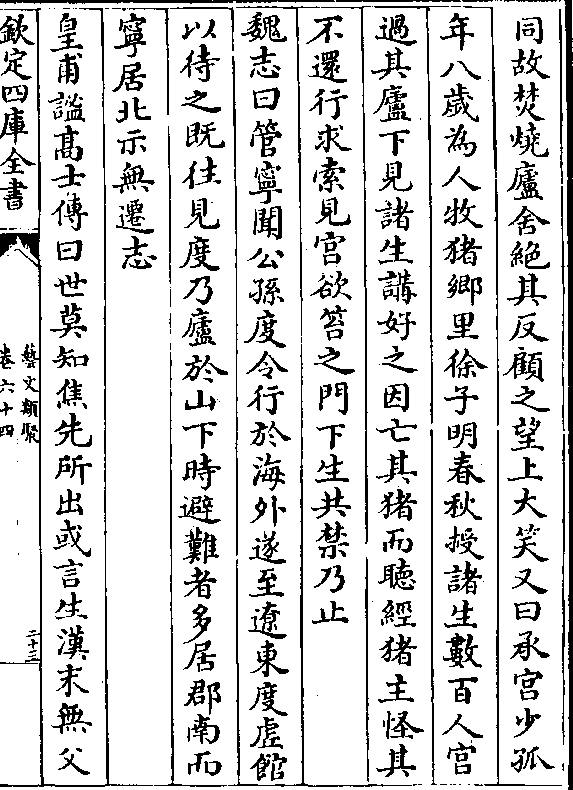 同故焚燒廬舍絕其反顧之望上大笑又曰承宫少孤
年八歲為人牧猪鄉里徐子明春秋授諸生數百人宫
過其廬下見諸生講好之因亡其猪而聽經猪主怪其
不還行求索見宫欲笞之門下生共禁乃止
魏志曰管寧聞公孫度令行於海外遂至遼東度虛館
以待之既往見度乃廬於山下時避難者多居郡南而
寧居北示無遷志
皇甫謐髙士傳曰世莫知焦先所出或言生漢末無父
欽定四庫全書
藝文類聚
卷六十四
二十三